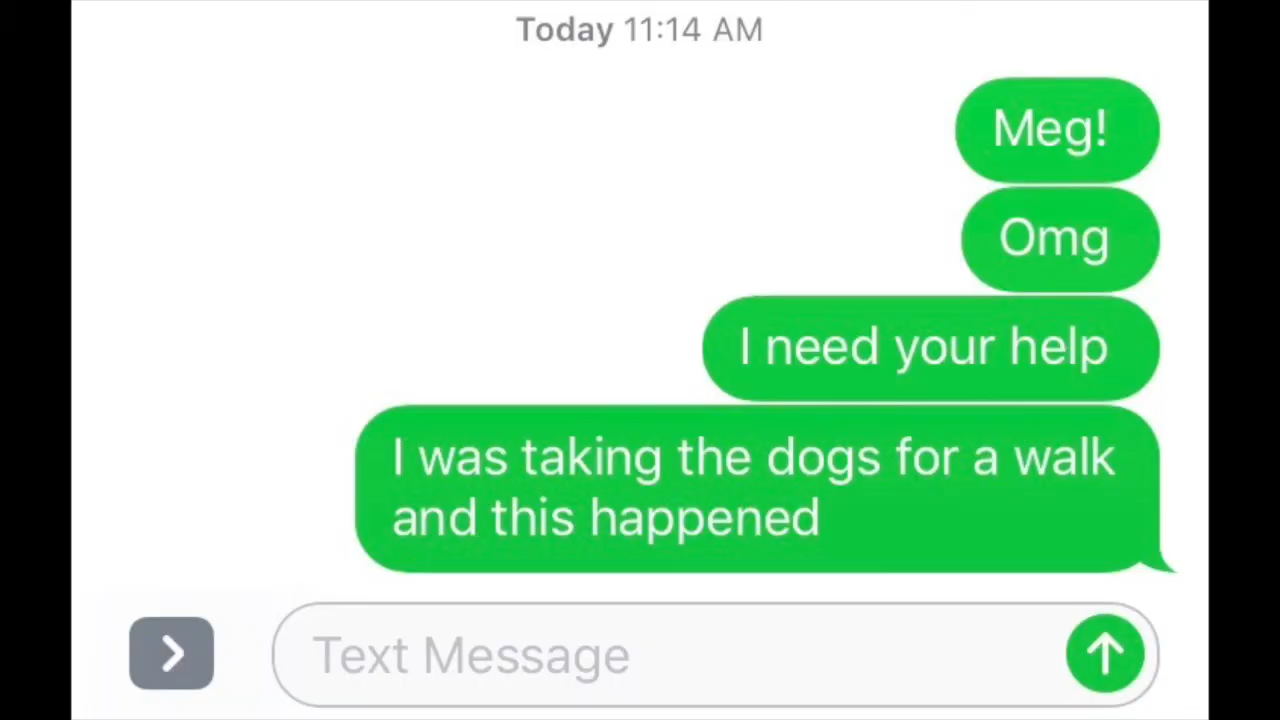 Today 11:14 AM
Meg!
Omg
I need your help
I was taking the dogs for a walk
and this happened
Text Message